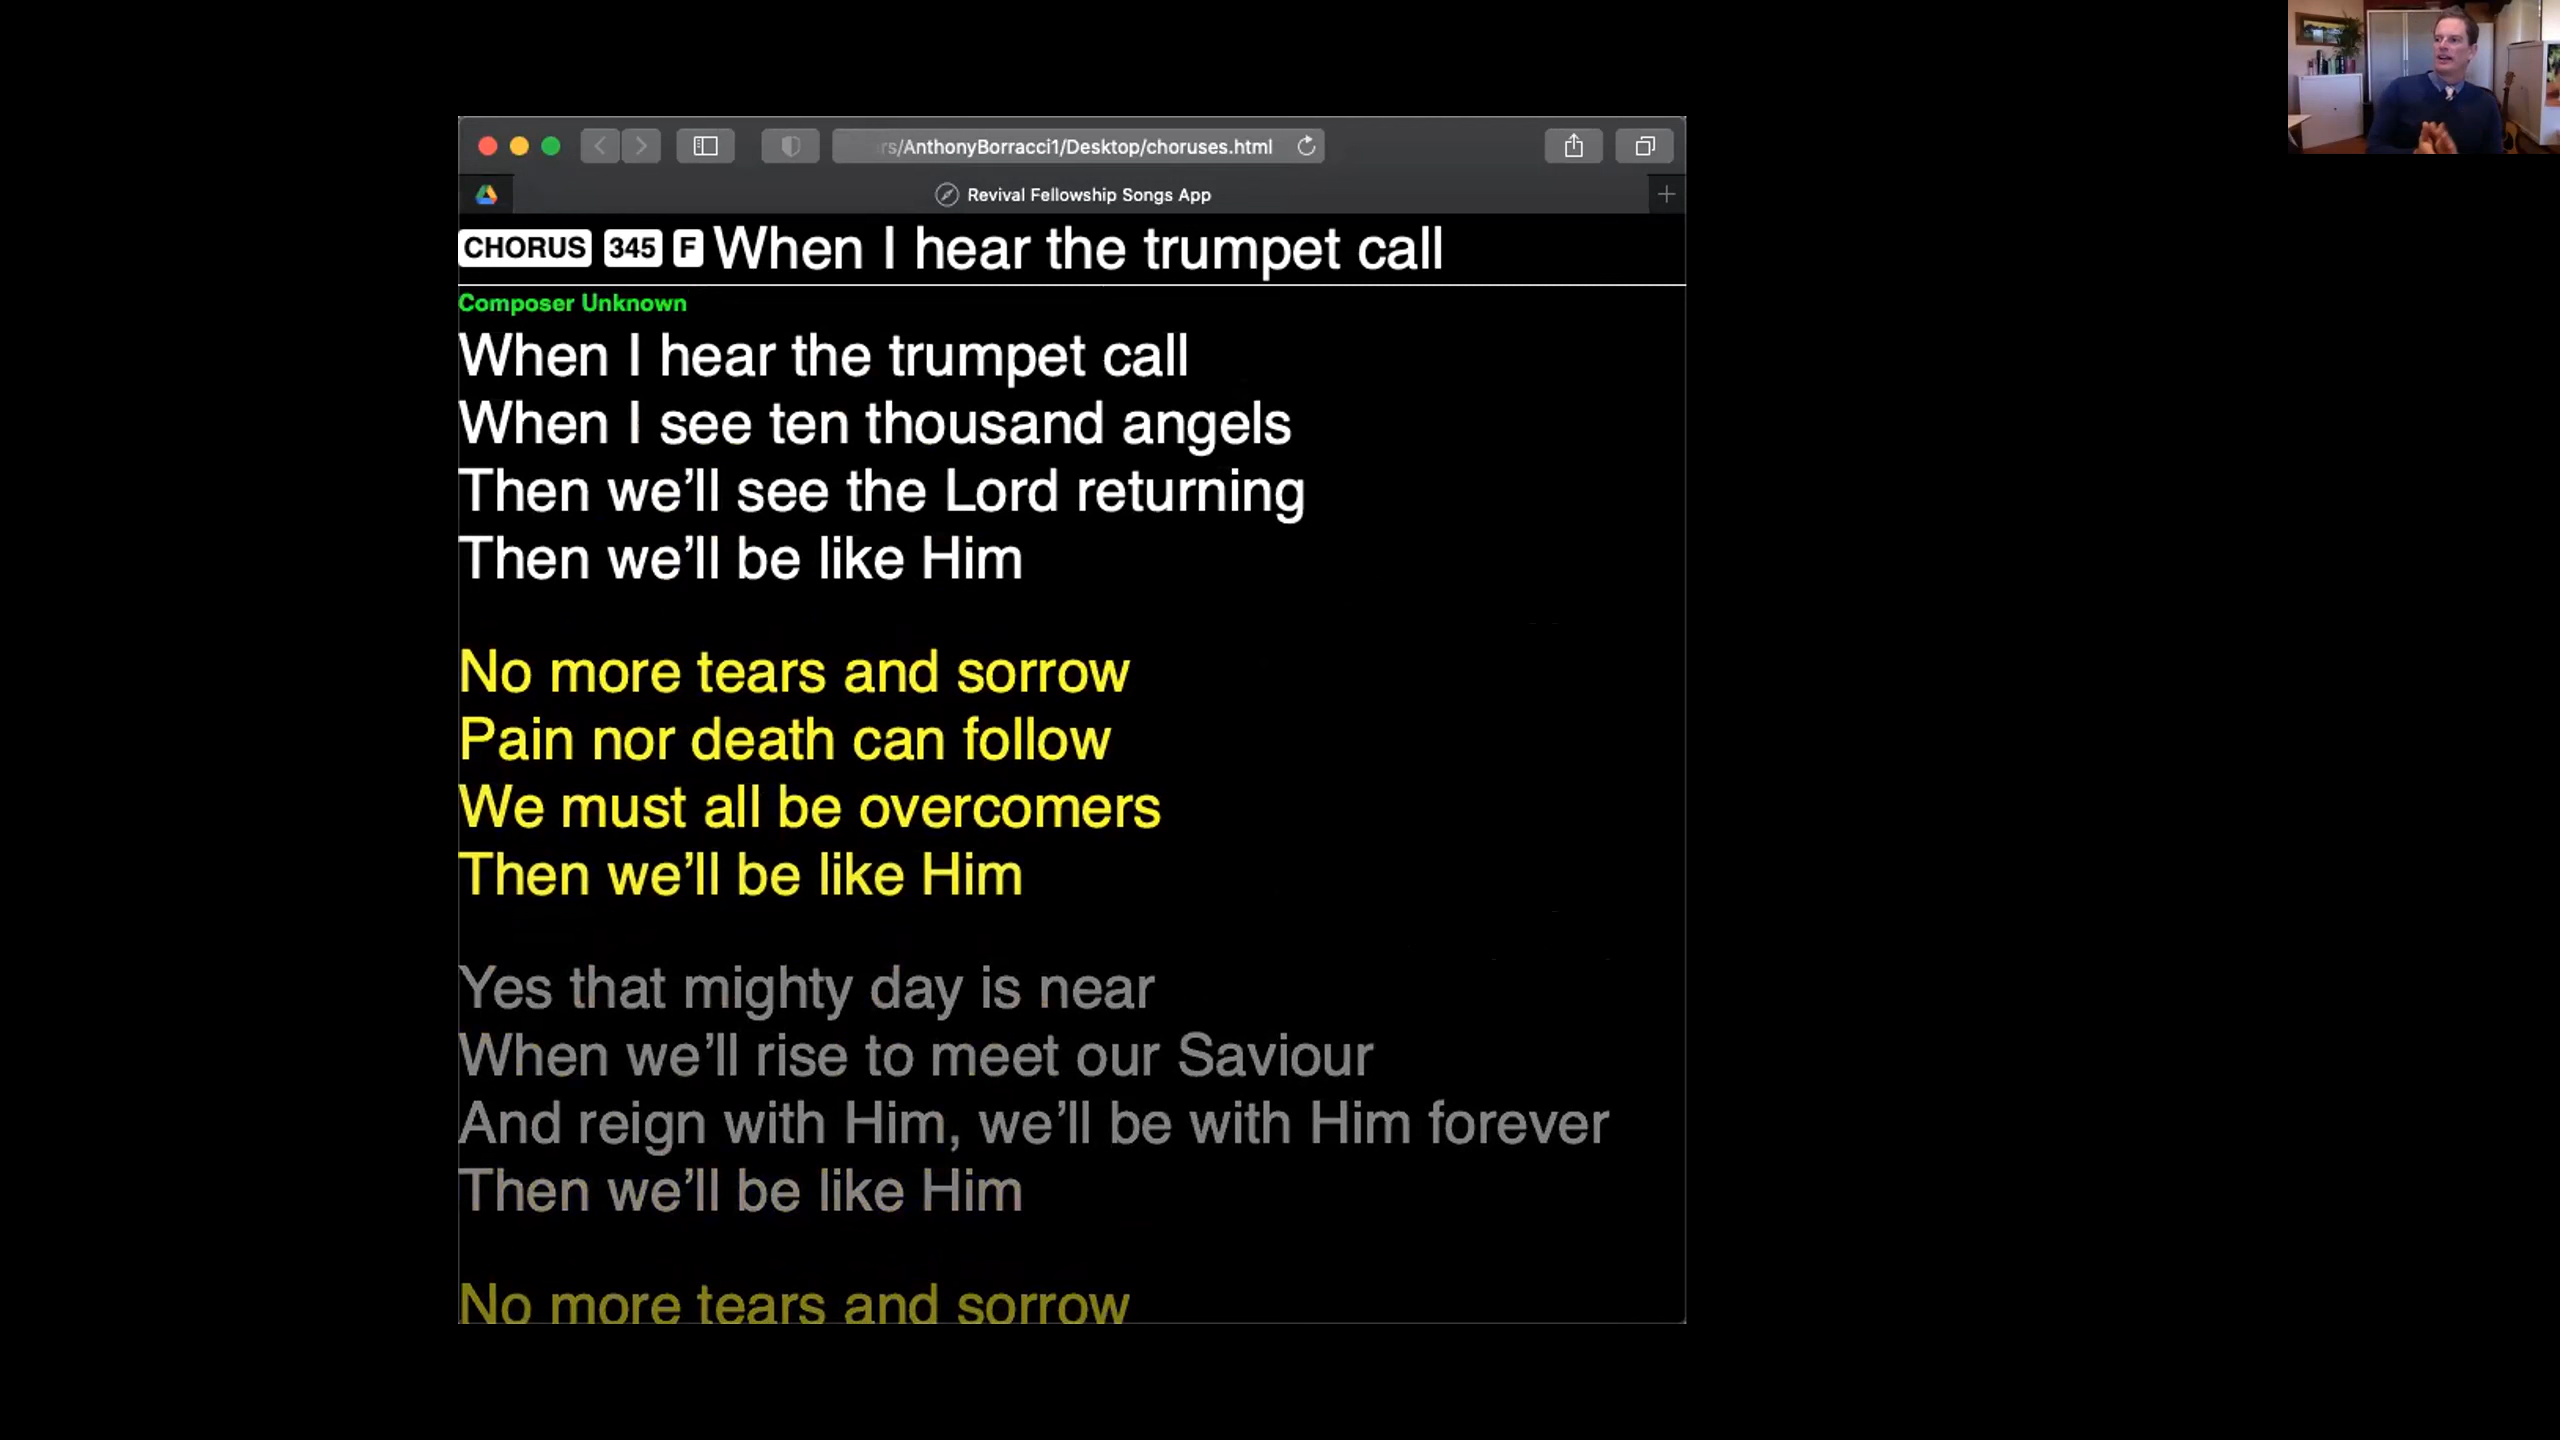 rs/AnthonyBorracci1/Desktop/choruses.html
Revival Fellowship Songs App
CHORUS 345 F When I hear the trumpet call
Composer Unknown
When I hear the trumpet call
When I see ten thousand angels
Then we’ll see the Lord returning
Then we’ll be like Him
No more tears and sorrow
Pain nor death can follow
We must all be overcomers
Then we’ll be like Him
Yes that mighty day is near
When we’ll rise to meet our Saviour
And reign with Him, we’ll be with Him forever
Then we’ll be like Him
No more tears and sorrow